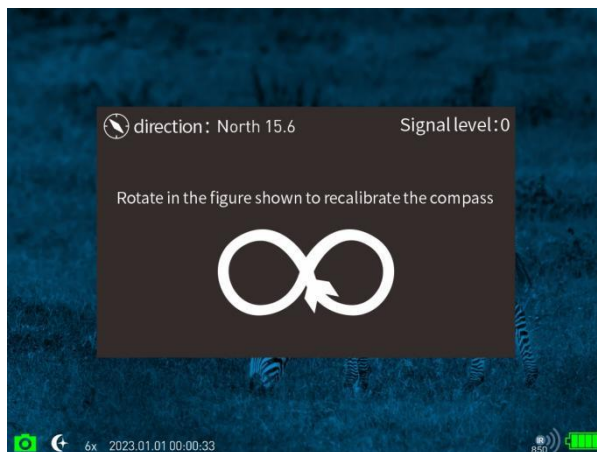 direction: North 15.6
Signal level:0
Rotate in the figure shown to recalibrate the compass
6x 2023.01.01 00:00:33
IR
850